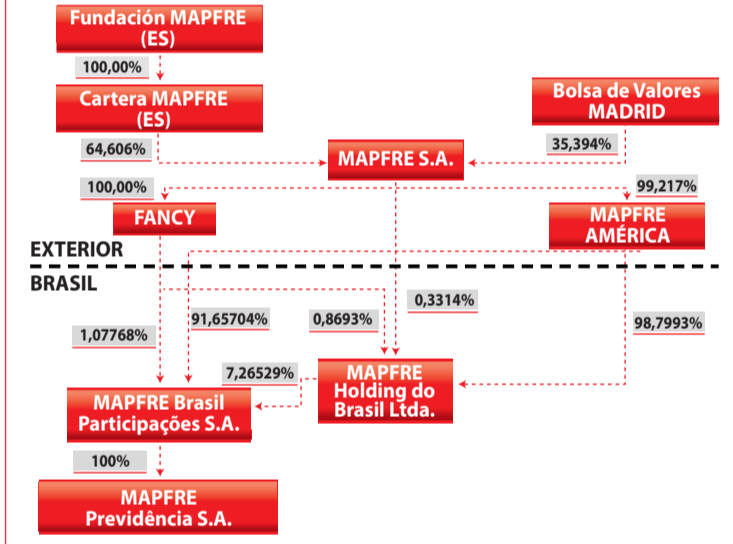 Fundación MAPFRE
(ES)
100,00%
Cartera MAPFRE
(ES)
Bolsa de Valores
MADRID
64,606%
35,394%
MAPFRE S.A.
100,00%
99,217%
FANCY
MAPFRE
AMÉRICA
EXTERIOR
BRASIL
1,07768%
91,65704%
0,8693%
0,3314%
98,7993%
7,26529%
MAPFRE
Holding do
Brasil Ltda.
MAPFRE Brasil
Participações S.A.
100%
MAPFRE
Previdência S.A.